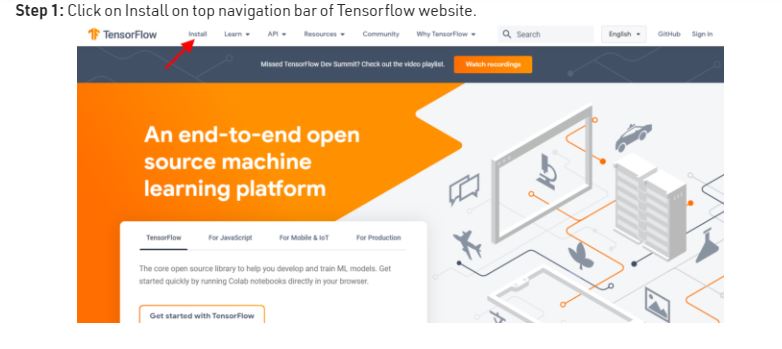 Step 1: Click on Install on top navigation bar of Tensorflow website.
TensorFlow Install Learn API Resources Community Why TensorFlow Search English GitHub Sign in
Missed TensorFlow Dev Summit? Check out the video playlist. Watch recordings
An end-to-end open
source machine
learning platform
TensorFlow For JavaScript For Mobile & IoT For Production
The core open source library to help you develop and train ML models. Get
started quickly by running Colab notebooks directly in your browser.
Get started with TensorFlow